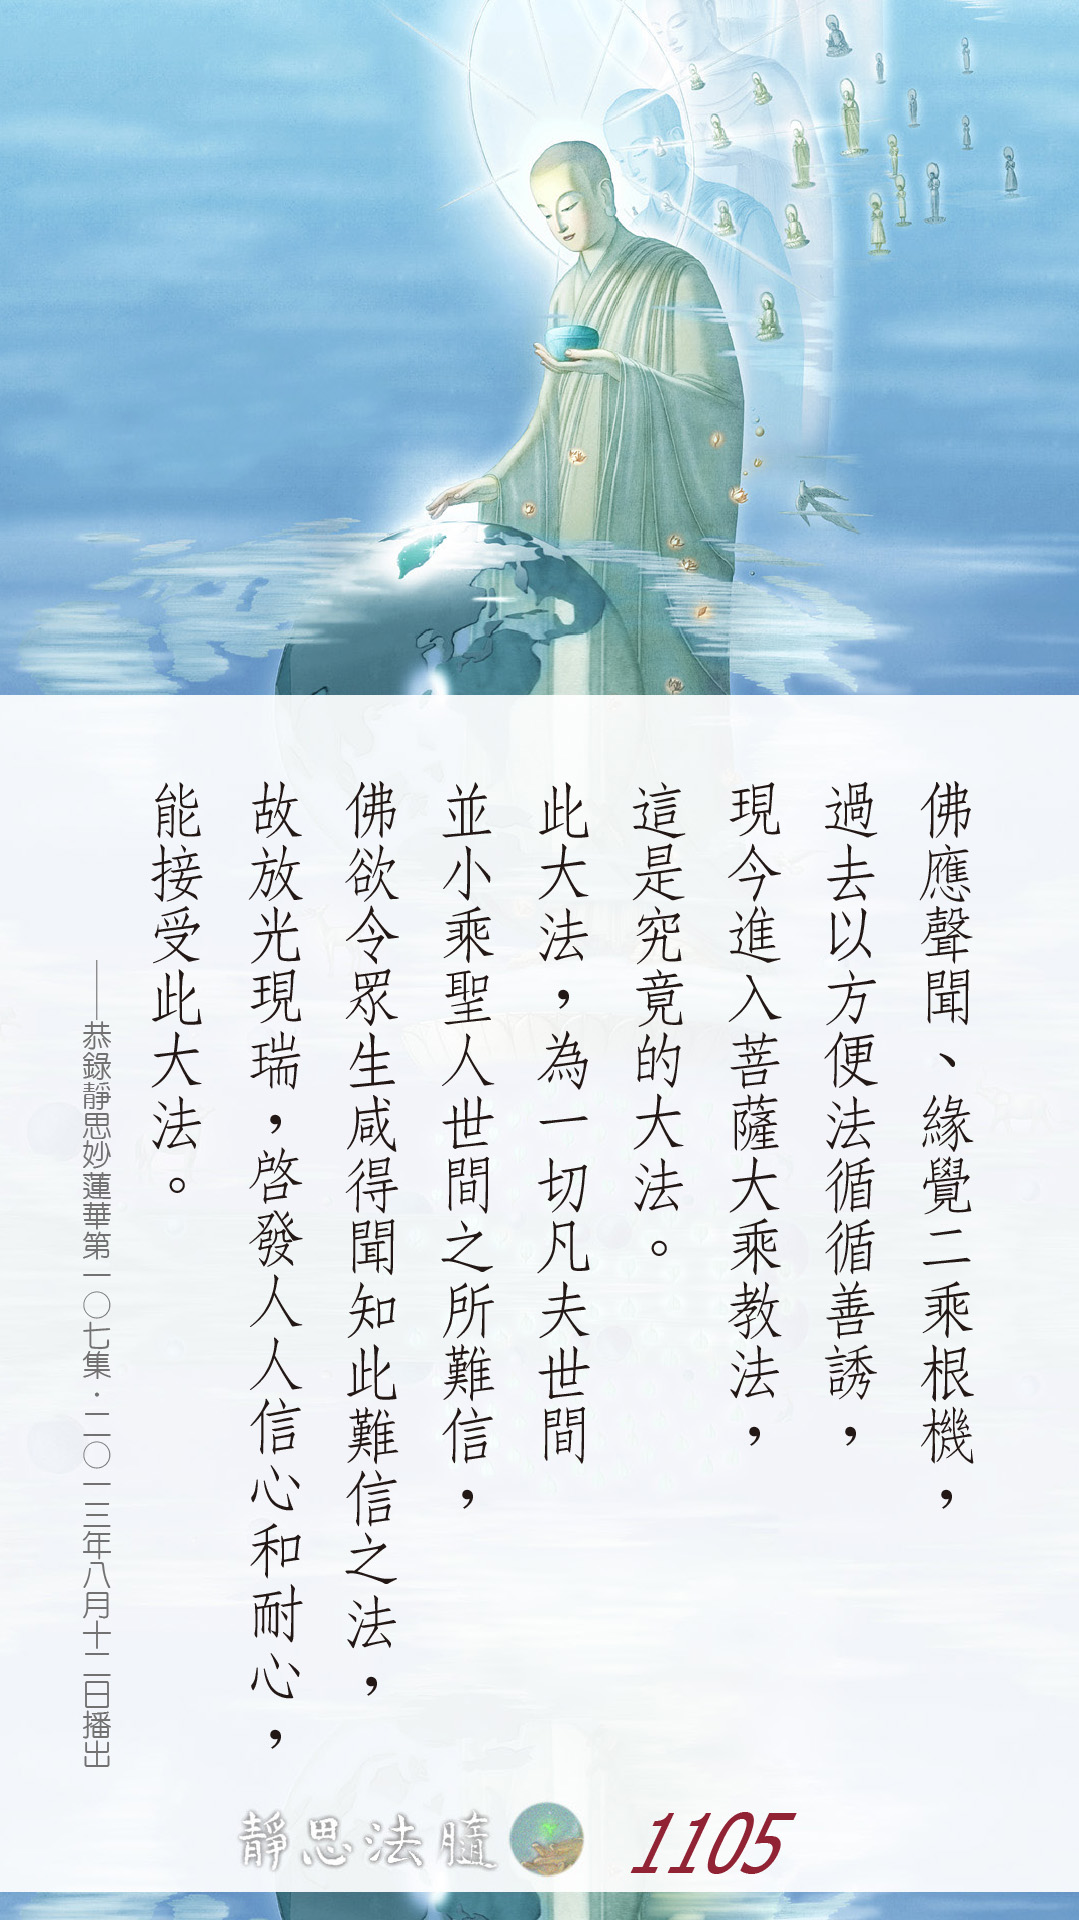 佛應聲聞、緣覺二乘根機，
過去以方便法循循善誘，
現今進入菩薩大乘教法，
這是究竟的大法。
此大法，為一切凡夫世間
並小乘聖人世間之所難信，
佛欲令眾生咸得聞知此難信之法，
故放光現瑞，啓發人人信心和耐心，
能接受此大法。
——恭錄靜思妙蓮華第一〇七集．二〇一三年八月十二日播出
靜思法髓
1105